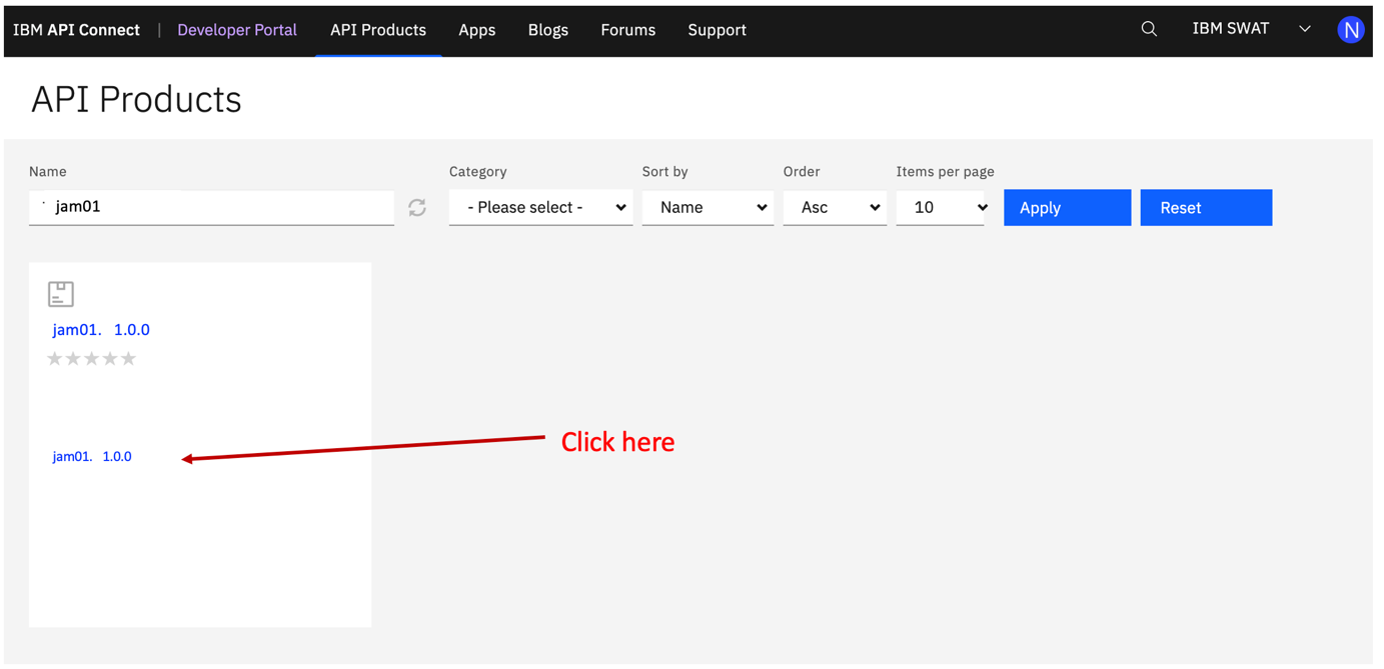 IBM API Connect | Developer Portal API Products Apps Blogs Forums Support IBM SWAT N
API Products
Name Category Sort by Order Items per page
jam01 - Please select - Name Asc 10 Apply Reset
jam01. 1.0.0
Click here
jam01. 1.0.0